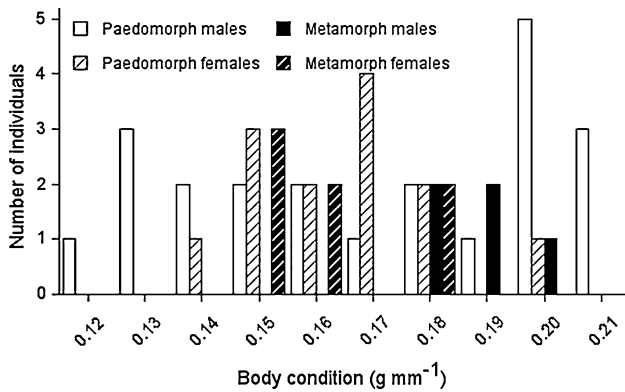 Paedomorph males
Metamorph males
Paedomorph females
Metamorph females
Number of individuals
5
4
3
2
1
0
0.12
0.13
0.14
0.15
0.16
0.17
0.18
0.19
0.20
0.21
Body condition (g mm⁻¹)